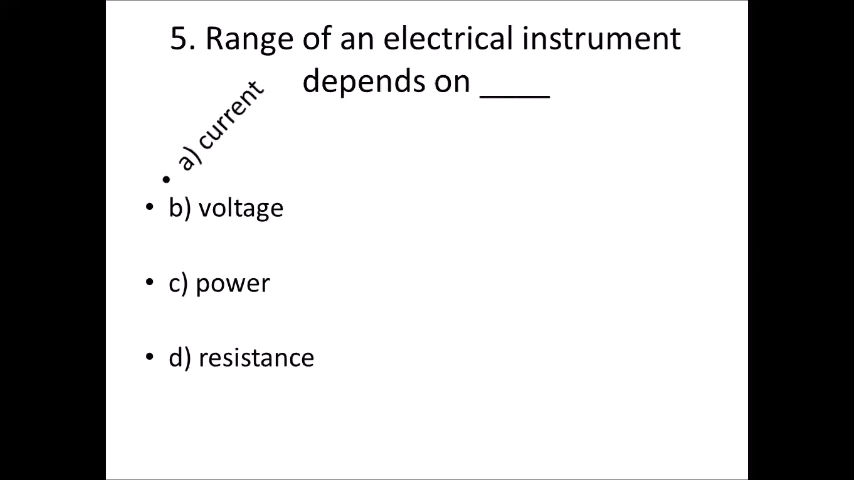 5. Range of an electrical instrument
depends on ____
• a) current
• b) voltage
• c) power
• d) resistance